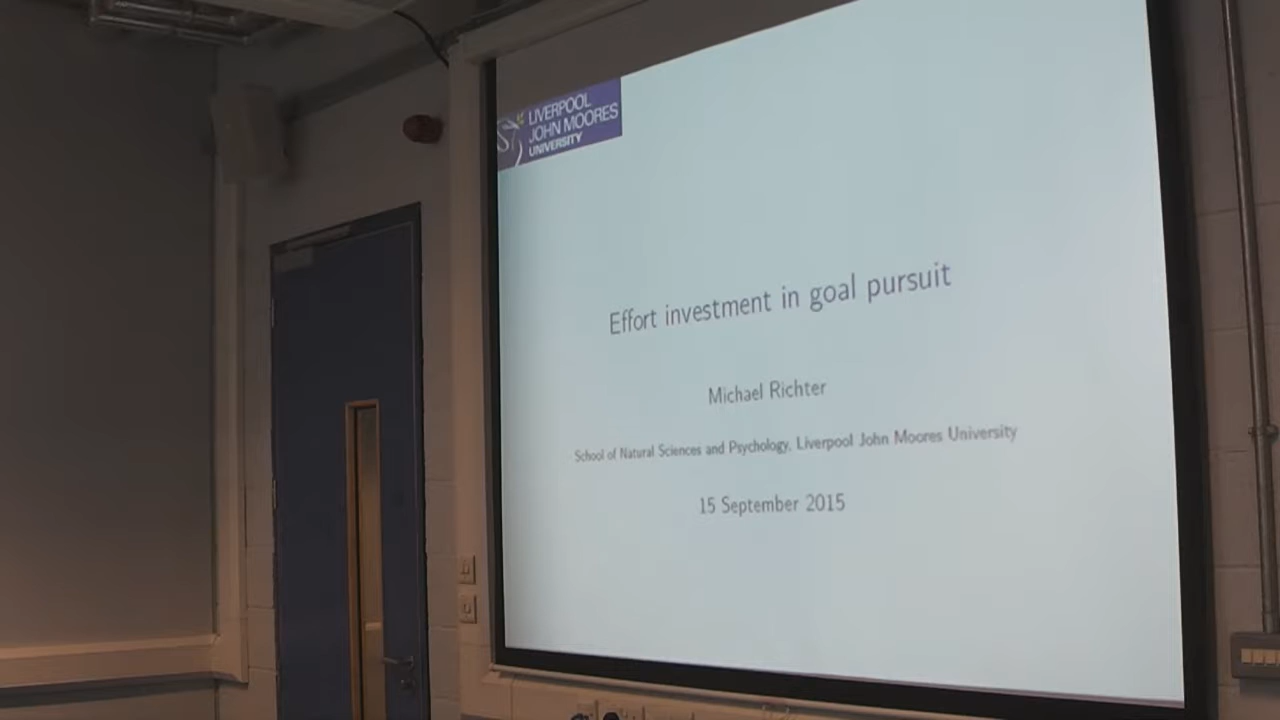 LIVERPOOL
JOHN MOORES
UNIVERSITY
Effort investment in goal pursuit
Michael Richter
School of Natural Sciences and Psychology, Liverpool John Moores University
15 September 2015